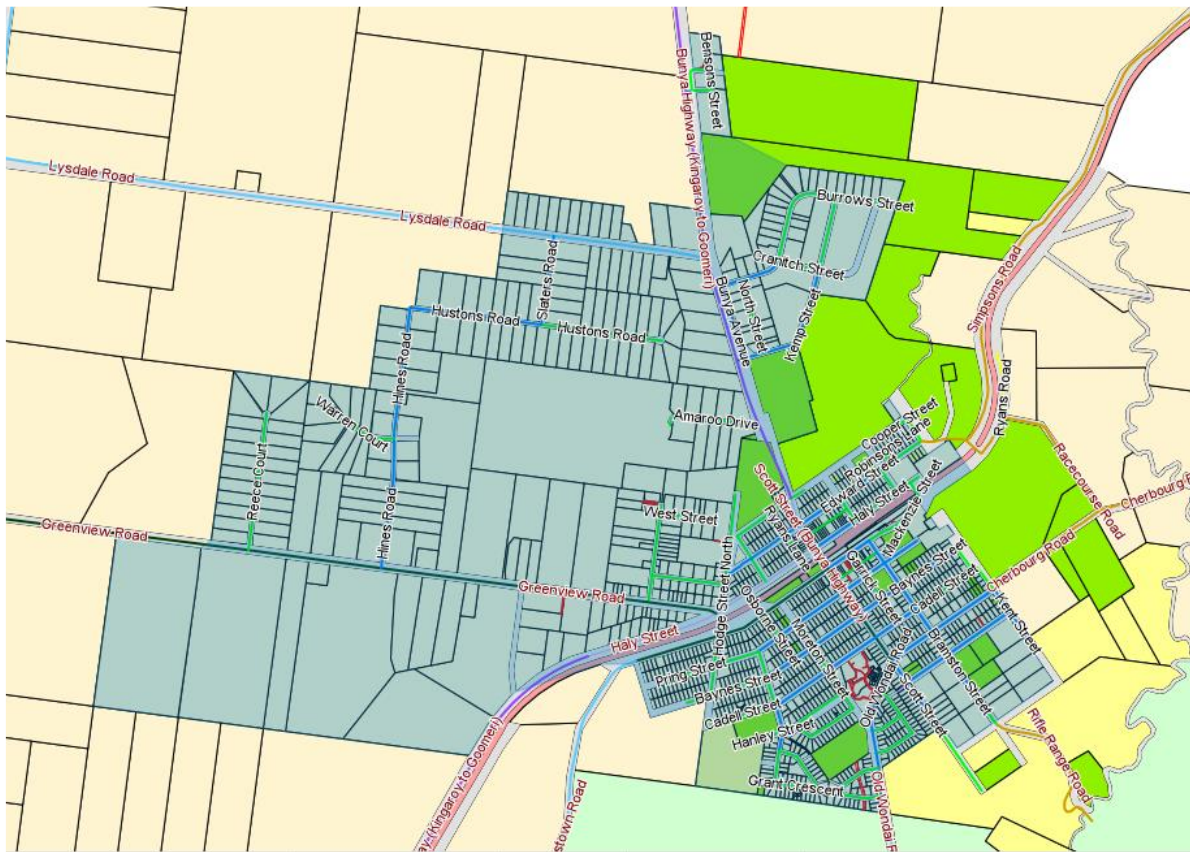 Bensons Street
Bunya Highway (Kingaroy to Goomeri)
Lysdale Road
Lysdale Road
Burrows Street
Cranitch Street
Simpsons Road
Slaters Road
North Street
Kemp Street
Bunya Avenue
Hustons Road
Hustons Road
Hines Road
Ryans Road
Warren Court
Amaroo Drive
Cooper Street
Robinsons Lane
Edward Street
Reece Court
Haly Street
Mackenzie Street
Racecourse Road
Cherbourg R
Hines Road
West Street
Scott Street (Bunya Highway)
Ryans Lane
Greenview Road
Cherbourg Road
Garrick Street
Baynes Street
Cadell Street
Greenview Road
Hodge Street North
Osborne Street
Kent Street
Haly Street
Moreton Street
Bramston Street
Pring Street
Baynes Street
Old Wondai Road
Scott Street
Cadell Street
Hanley Street
Rifle Range Road
Grant Crescent
Old Wondai R
ay (Kingaroy to Goomeri)
stown Road